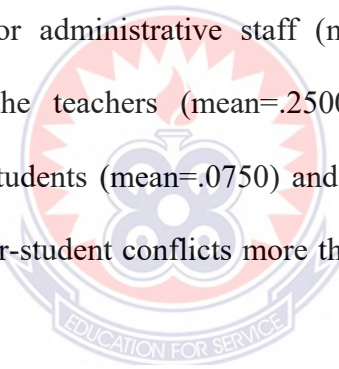 or administrative staff (m
he teachers (mean=.2500
tudents (mean=.0750) and
r-student conflicts more th
EDUCATION FOR SERVICE